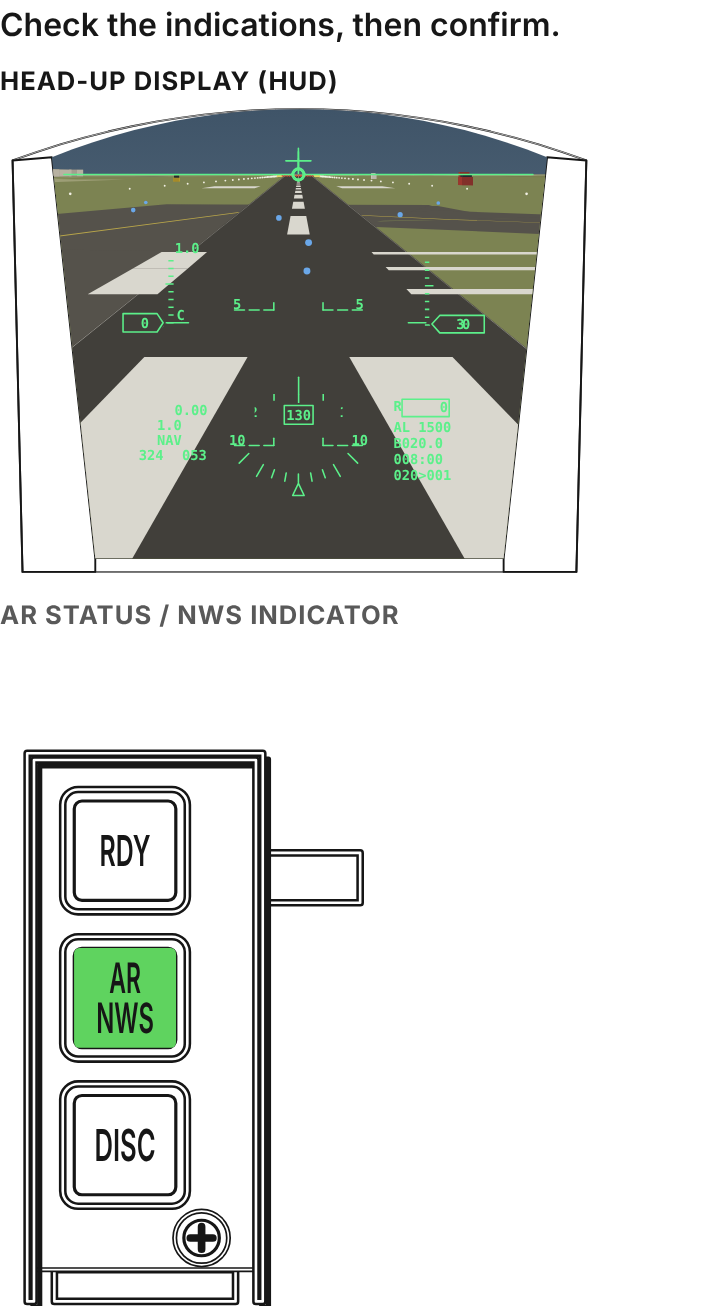 Check the indications, then confirm.
HEAD-UP DISPLAY (HUD)
1.0
5 5
C
0 30
0.00 130 R 0
1.0 AL 1500
NAV B020.0
10 10
324 053 008:00
020>001
AR STATUS / NWS INDICATOR
RDY
AR
NWS
DISC